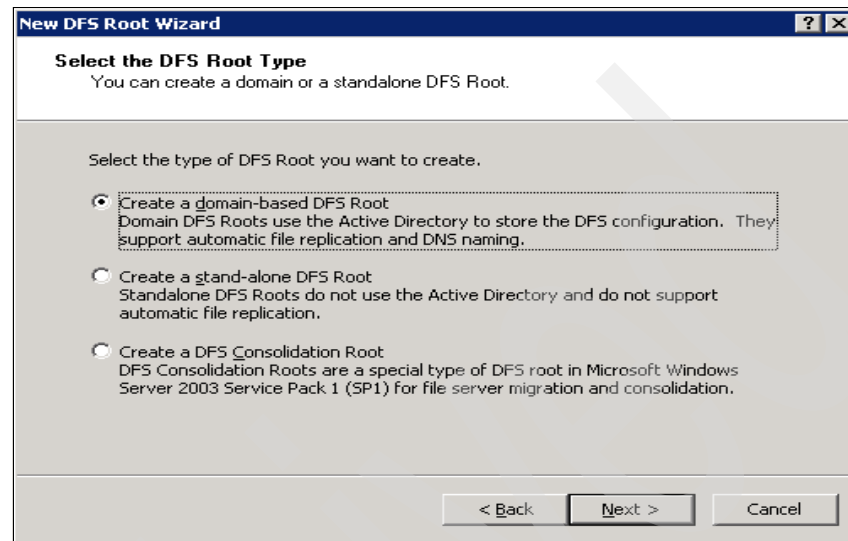 New DFS Root Wizard
Select the DFS Root Type
You can create a domain or a standalone DFS Root.
Select the type of DFS Root you want to create.
Create a domain-based DFS Root
Domain DFS Roots use the Active Directory to store the DFS configuration. They
support automatic file replication and DNS naming.
Create a stand-alone DFS Root
Standalone DFS Roots do not use the Active Directory and do not support
automatic file replication.
Create a DFS Consolidation Root
DFS Consolidation Roots are a special type of DFS root in Microsoft Windows
Server 2003 Service Pack 1 (SP1) for file server migration and consolidation.
< Back Next > Cancel